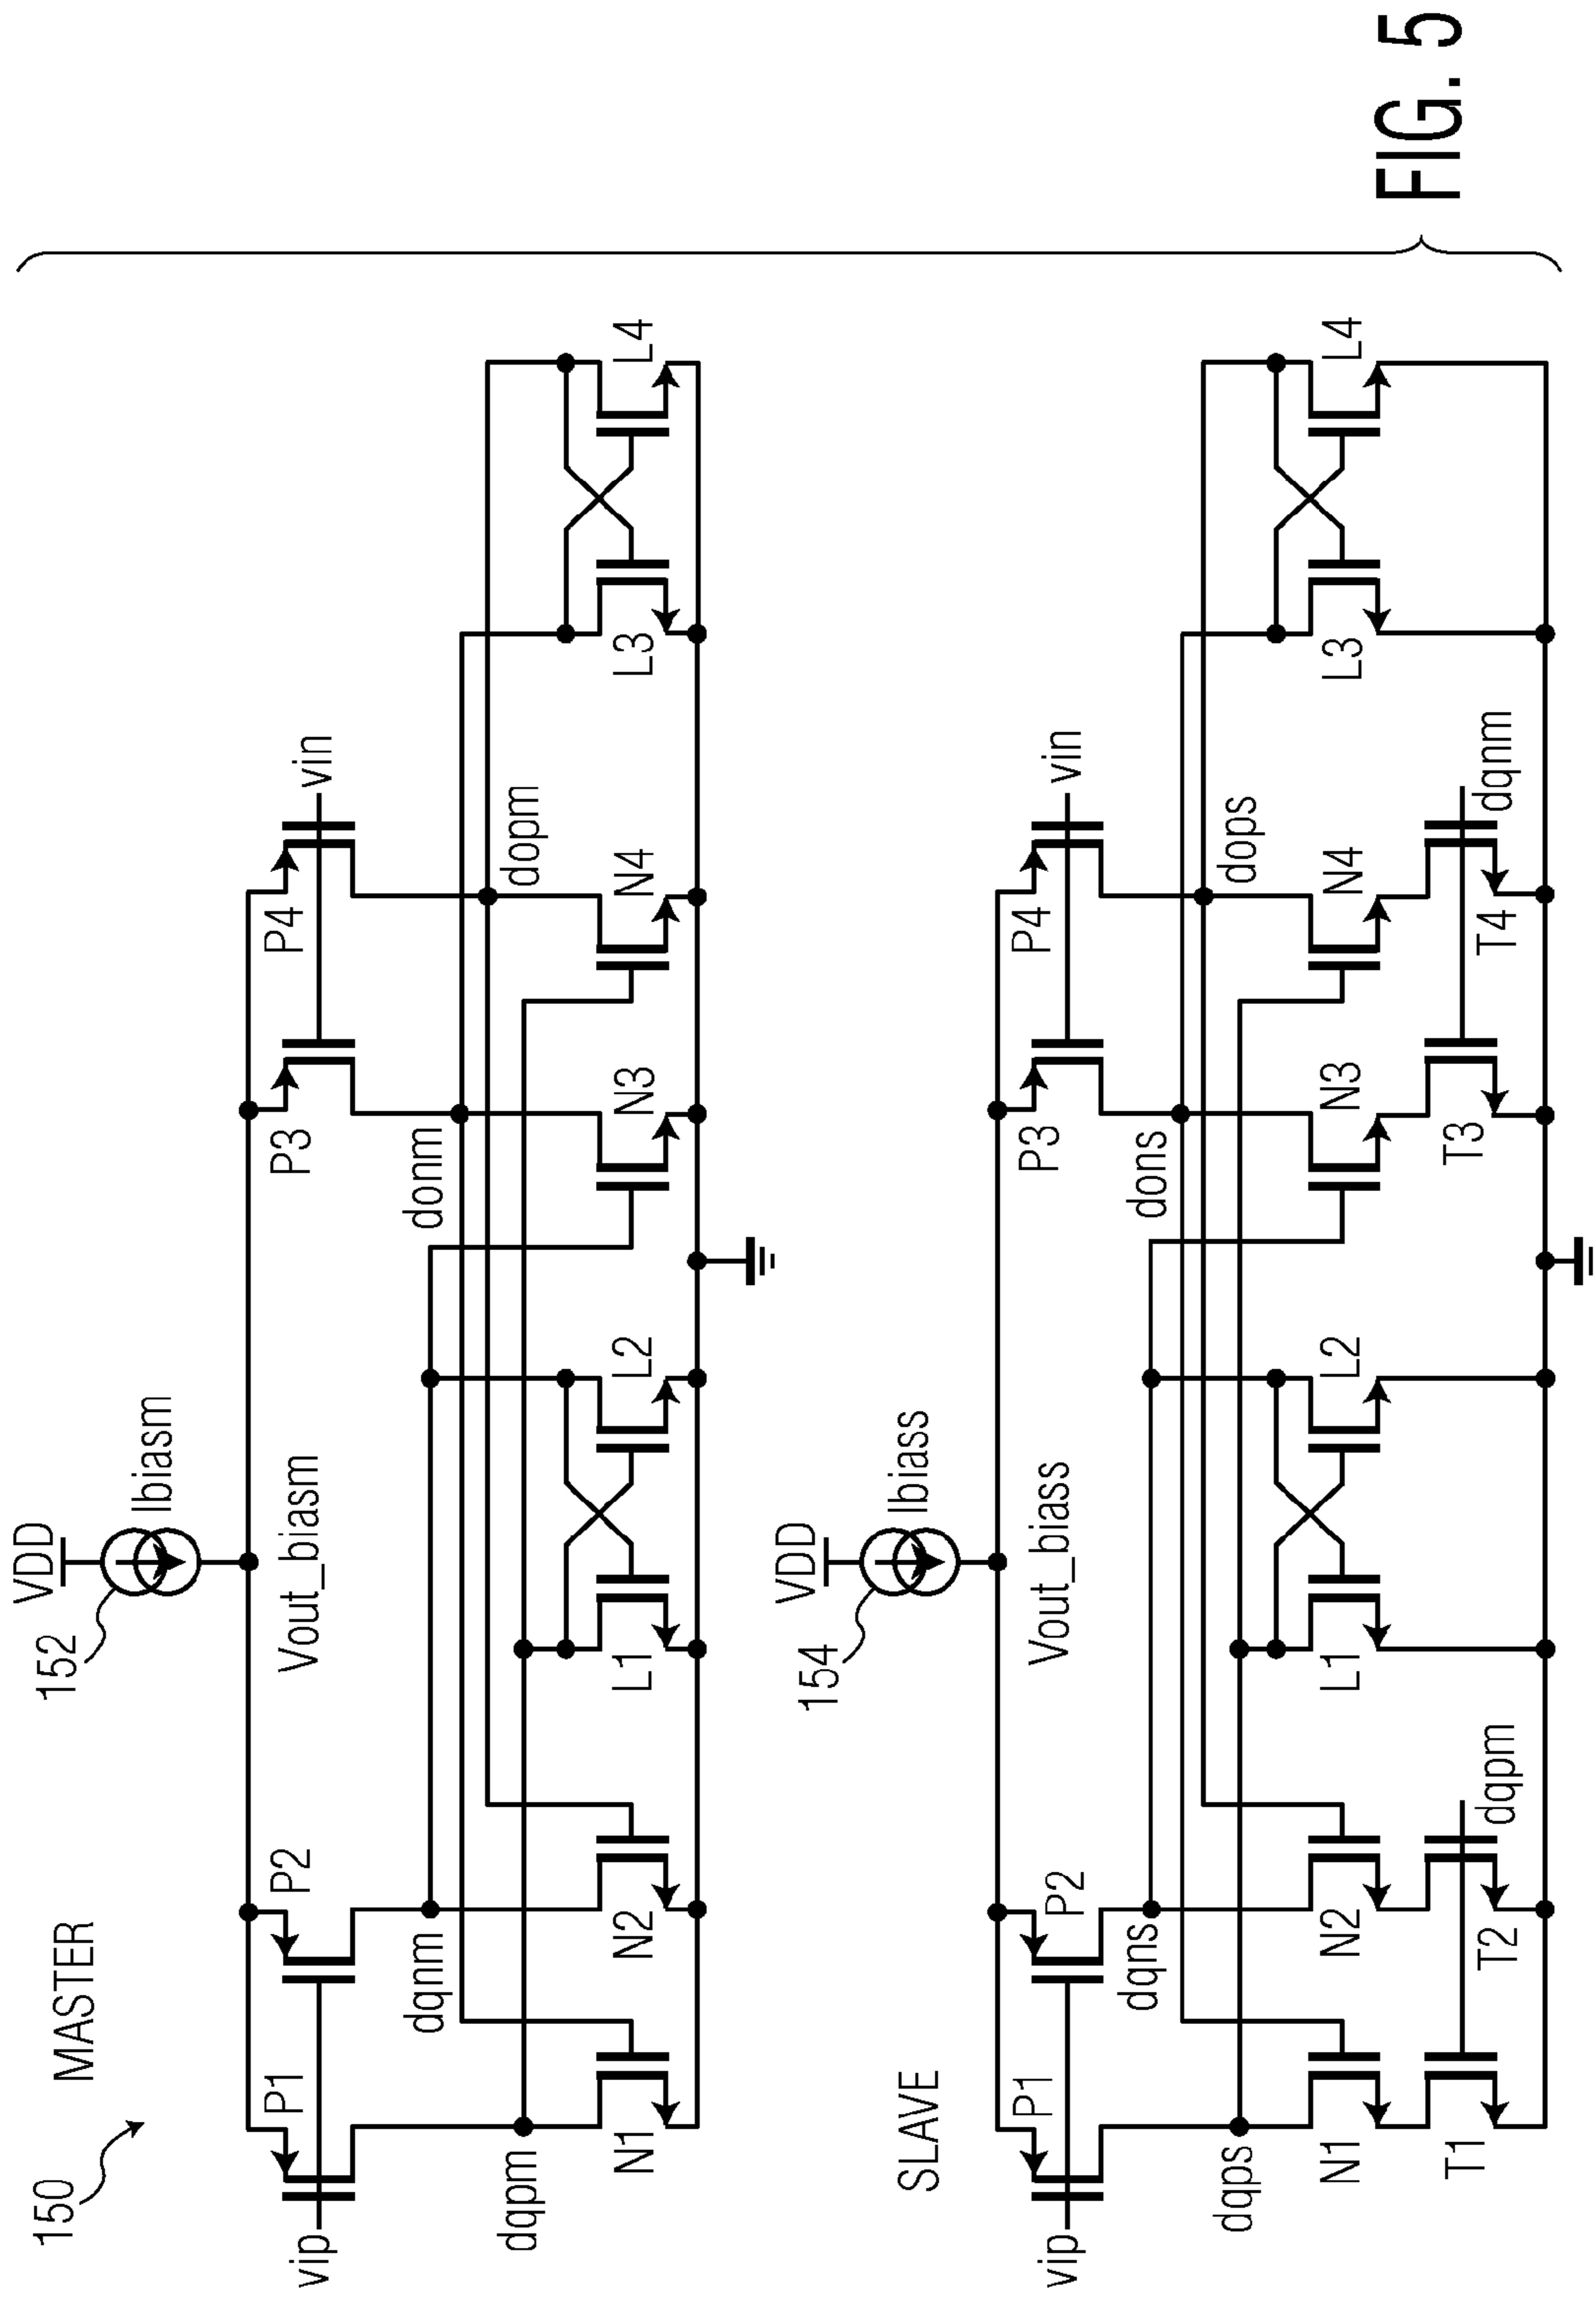 150
MASTER
VDD
152
Ibiasm
Vout_biasm
P1
P2
P3
P4
vip
vin
dqpm
dqnm
donm
dopm
N1
N2
L1
L2
N3
N4
L3
L4
SLAVE
VDD
154
Ibiass
Vout_biass
P1
P2
P3
P4
vip
vin
dqps
dqns
dons
dops
N1
N2
L1
L2
N3
N4
L3
L4
T1
T2
dqpm
T3
T4
dqnm
FIG. 5